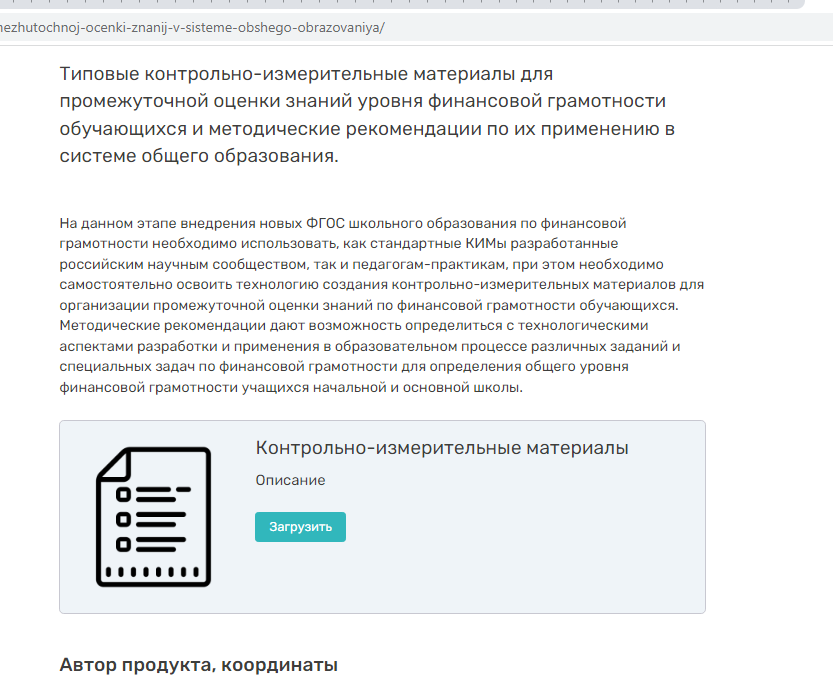 nezhutochnoj-ocenki-znanij-v-sisteme-obshego-obrazovaniya/
Типовые контрольно-измерительные материалы для
промежуточной оценки знаний уровня финансовой грамотности
обучающихся и методические рекомендации по их применению в
системе общего образования.
На данном этапе внедрения новых ФГОС школьного образования по финансовой
грамотности необходимо использовать, как стандартные КИМы разработанные
российским научным сообществом, так и педагогам-практикам, при этом необходимо
самостоятельно освоить технологию создания контрольно-измерительных материалов для
организации промежуточной оценки знаний по финансовой грамотности обучающихся.
Методические рекомендации дают возможность определиться с технологическими
аспектами разработки и применения в образовательном процессе различных заданий и
специальных задач по финансовой грамотности для определения общего уровня
финансовой грамотности учащихся начальной и основной школы.
Контрольно-измерительные материалы
Описание
Загрузить
Автор продукта, координаты